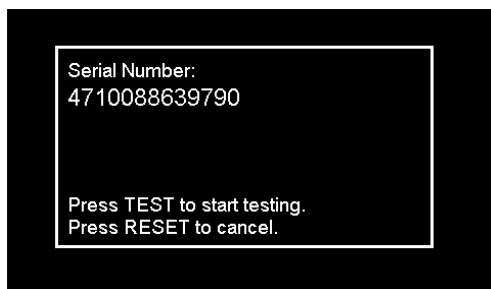 Serial Number:
4710088639790
Press TEST to start testing.
Press RESET to cancel.